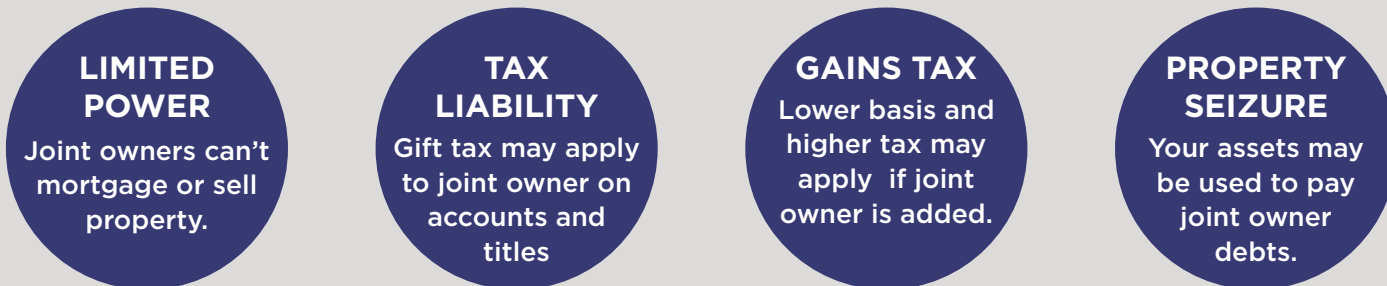 LIMITED
POWER
Joint owners can’t
mortgage or sell
property.
TAX
LIABILITY
Gift tax may apply
to joint owner on
accounts and
titles
GAINS TAX
Lower basis and
higher tax may
apply  if joint
owner is added.
PROPERTY
SEIZURE
Your assets may
be used to pay
joint owner
debts.